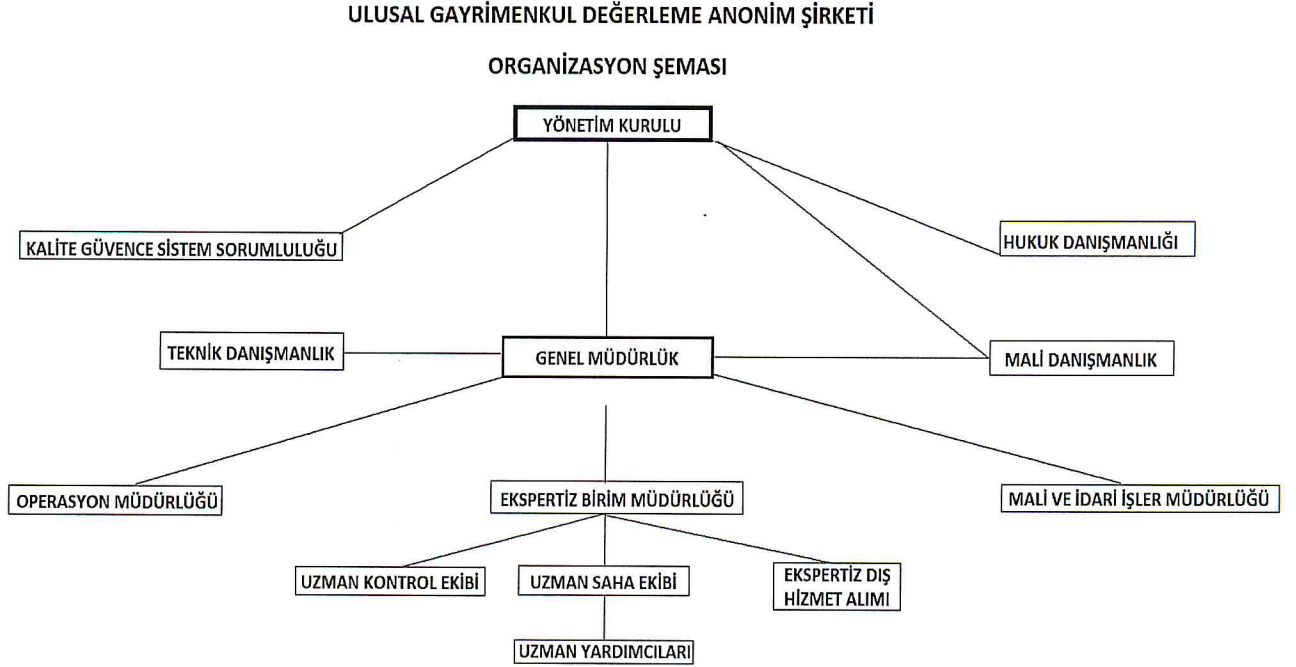 ULUSAL GAYRİMENKUL DEĞERLEME ANONİM ŞİRKETİ
ORGANİZASYON ŞEMASI
YÖNETİM KURULU
KALİTE GÜVENCE SİSTEM SORUMLULUĞU
HUKUK DANIŞMANLIĞI
TEKNİK DANIŞMANLIK
GENEL MÜDÜRLÜK
MALİ DANIŞMANLIK
OPERASYON MÜDÜRLÜĞÜ
EKSPERTİZ BİRİM MÜDÜRLÜĞÜ
MALİ VE İDARİ İŞLER MÜDÜRLÜĞÜ
UZMAN KONTROL EKİBİ
UZMAN SAHA EKİBİ
EKSPERTİZ DIŞ
HİZMET ALIMI
UZMAN YARDIMCILARI